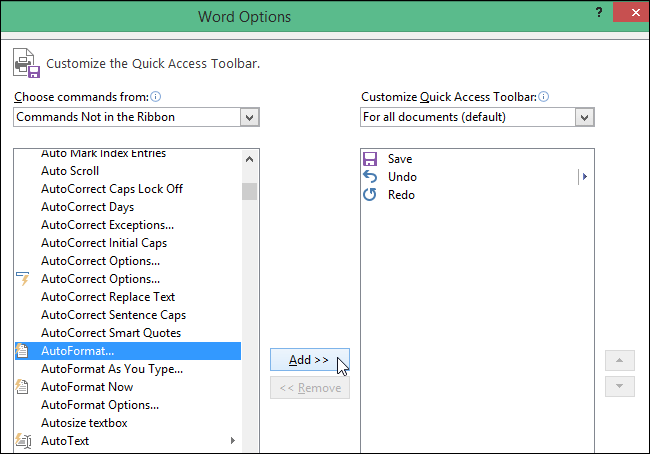 Word Options
?
Customize the Quick Access Toolbar.
Choose commands from:
Customize Quick Access Toolbar:
Commands Not in the Ribbon
For all documents (default)
Auto Mark Index Entries
Auto Scroll
AutoCorrect Caps Lock Off
AutoCorrect Days
AutoCorrect Exceptions...
AutoCorrect Initial Caps
AutoCorrect Options...
AutoCorrect Options...
AutoCorrect Replace Text
AutoCorrect Sentence Caps
AutoCorrect Smart Quotes
AutoFormat...
AutoFormat As You Type...
AutoFormat Now
AutoFormat Options...
Autosize textbox
AutoText
Add >>
<< Remove
Save
Undo
Redo